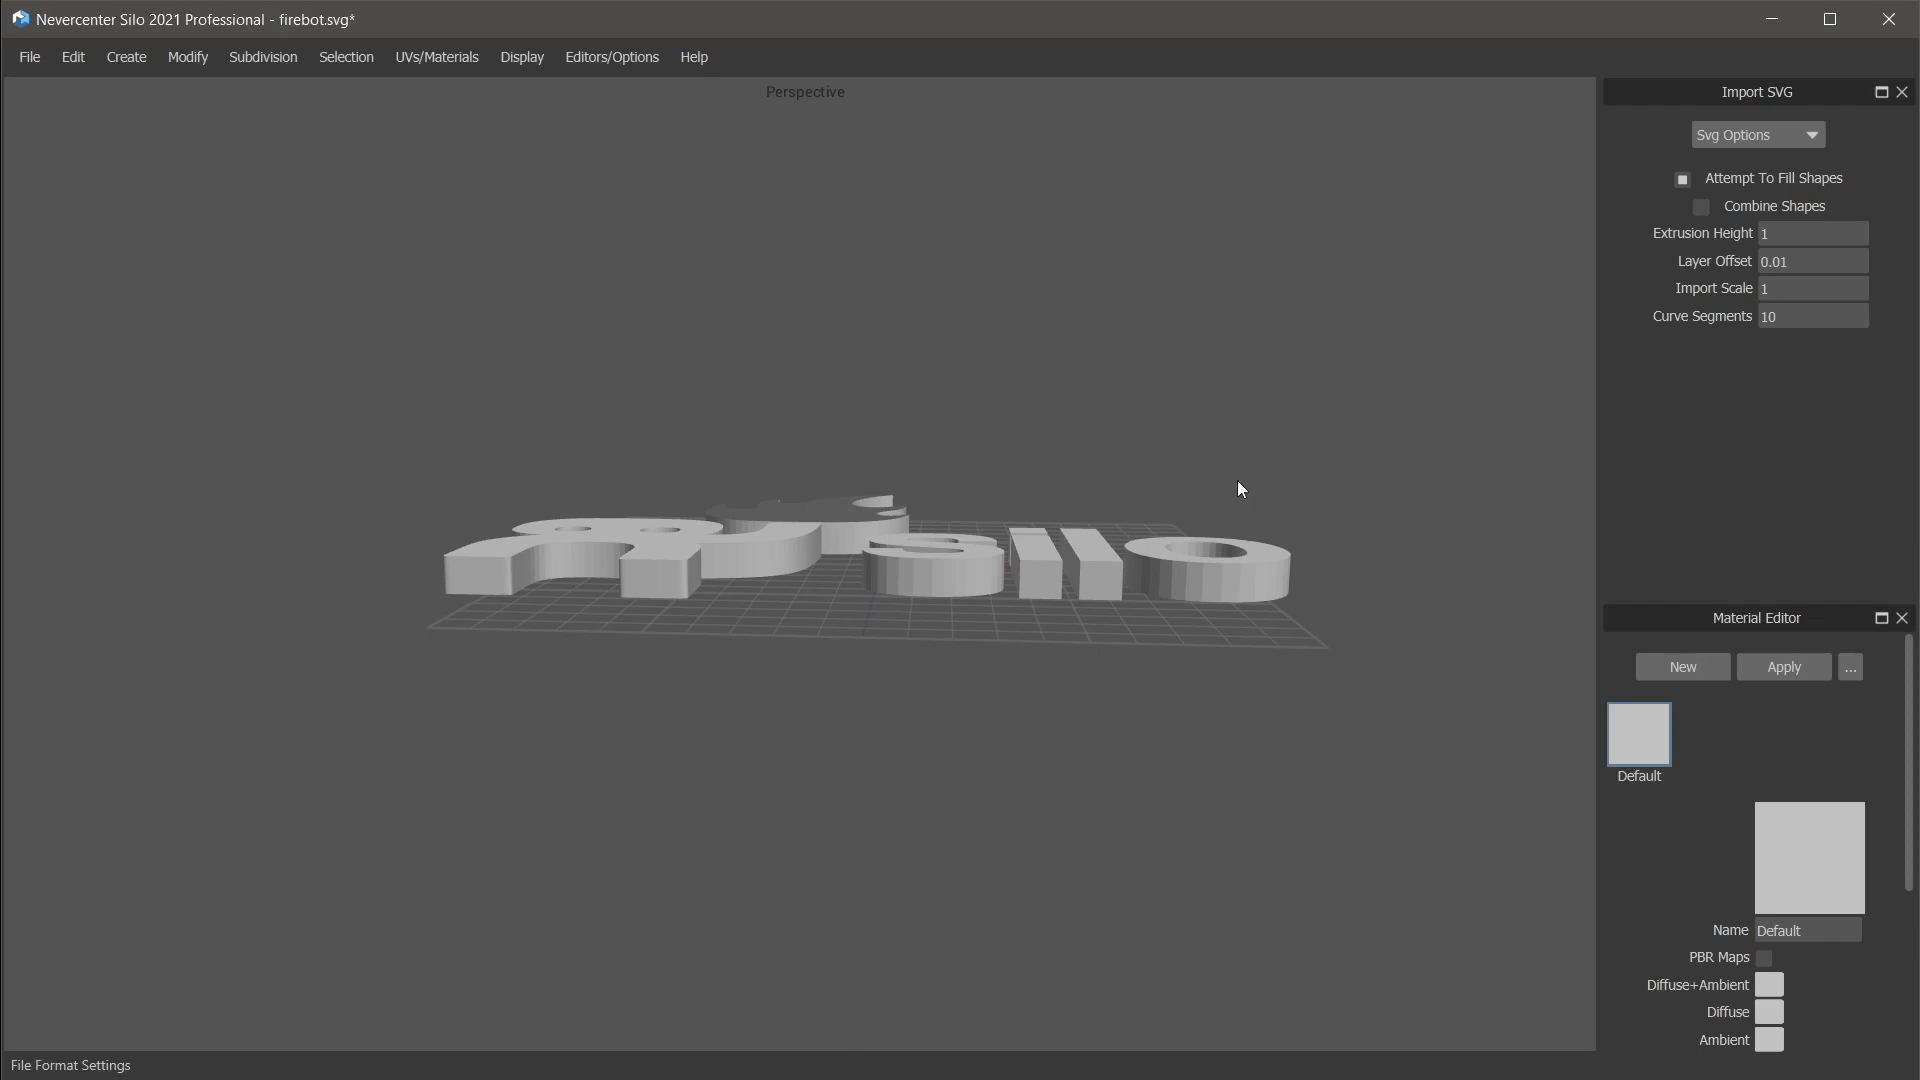 Nevercenter Silo 2021 Professional - firebot.svg*
File Edit Create Modify Subdivision Selection UVs/Materials Display Editors/Options Help
Perspective
silo
Import SVG
Svg Options
Attempt To Fill Shapes
Combine Shapes
Extrusion Height 1
Layer Offset 0.01
Import Scale 1
Curve Segments 10
Material Editor
New Apply ...
Default
Name Default
PBR Maps
Diffuse+Ambient
Diffuse
Ambient
File Format Settings